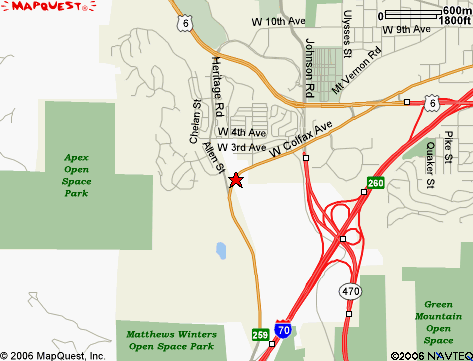 MAPQUEST®
600m
1800ft
6
W 10th Ave
W 9th Ave
Ulysses St
Johnson Rd
Mt Vernon Rd
Heritage Rd
Chelan St
W 4th Ave
W 3rd Ave
W Colfax Ave
Allen St
6
Pike St
Quaker St
260
Apex
Open
Space
Park
470
Green
Mountain
Open
Space
259
70
Matthews Winters
Open Space Park
© 2006 MapQuest, Inc.
©2006 NAVTEQ